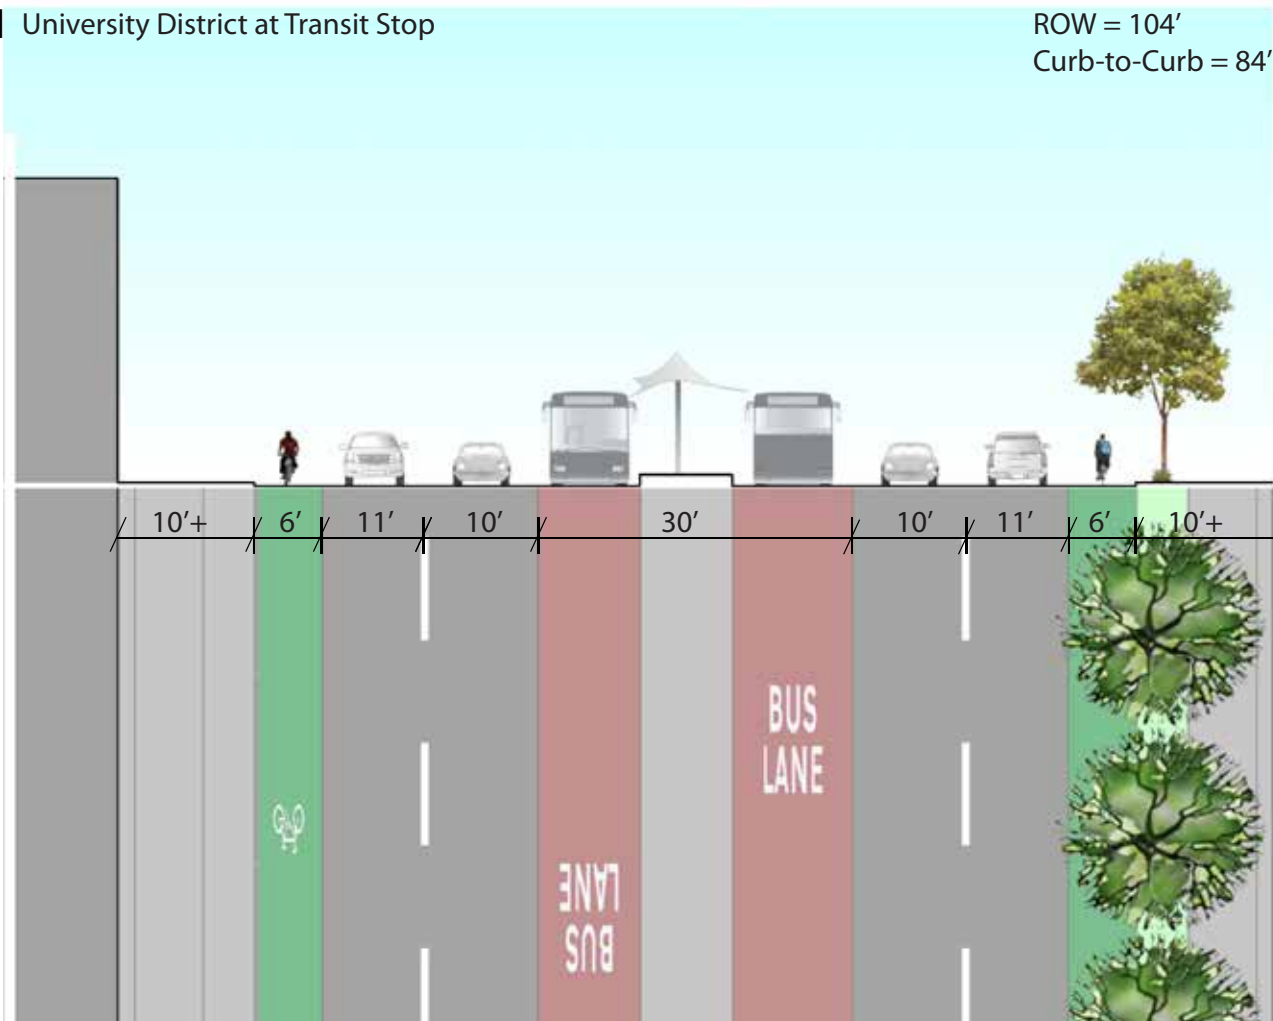 University District at Transit Stop
ROW = 104’
Curb-to-Curb = 84’
10’+ 6’ 11’ 10’ 30’ 10’ 11’ 6’ 10’+
BUS
LANE
BUS
LANE